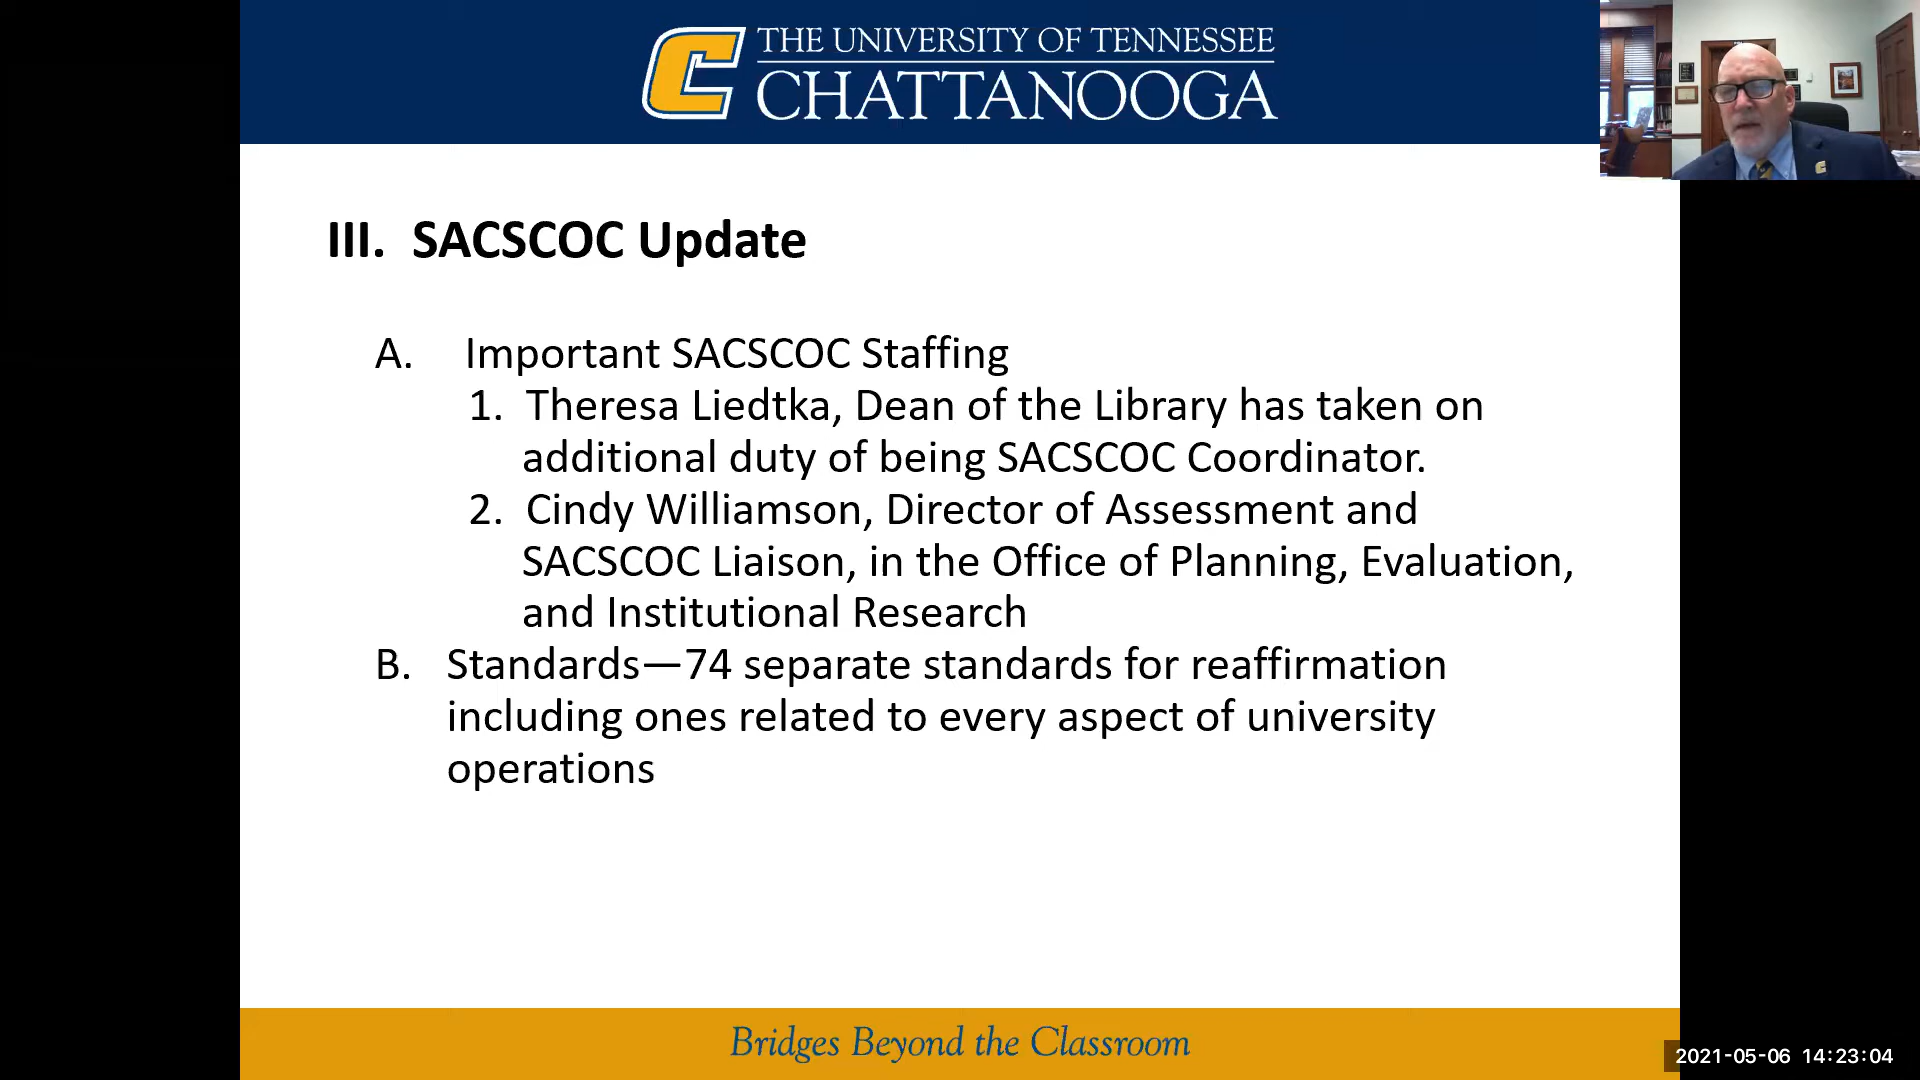 THE UNIVERSITY OF TENNESSEE
CHATTANOOGA
III. SACSCOC Update
A. Important SACSCOC Staffing
1. Theresa Liedtka, Dean of the Library has taken on
additional duty of being SACSCOC Coordinator.
2. Cindy Williamson, Director of Assessment and
SACSCOC Liaison, in the Office of Planning, Evaluation,
and Institutional Research
B. Standards—74 separate standards for reaffirmation
including ones related to every aspect of university
operations
Bridges Beyond the Classroom
2021-05-06 14:23:04